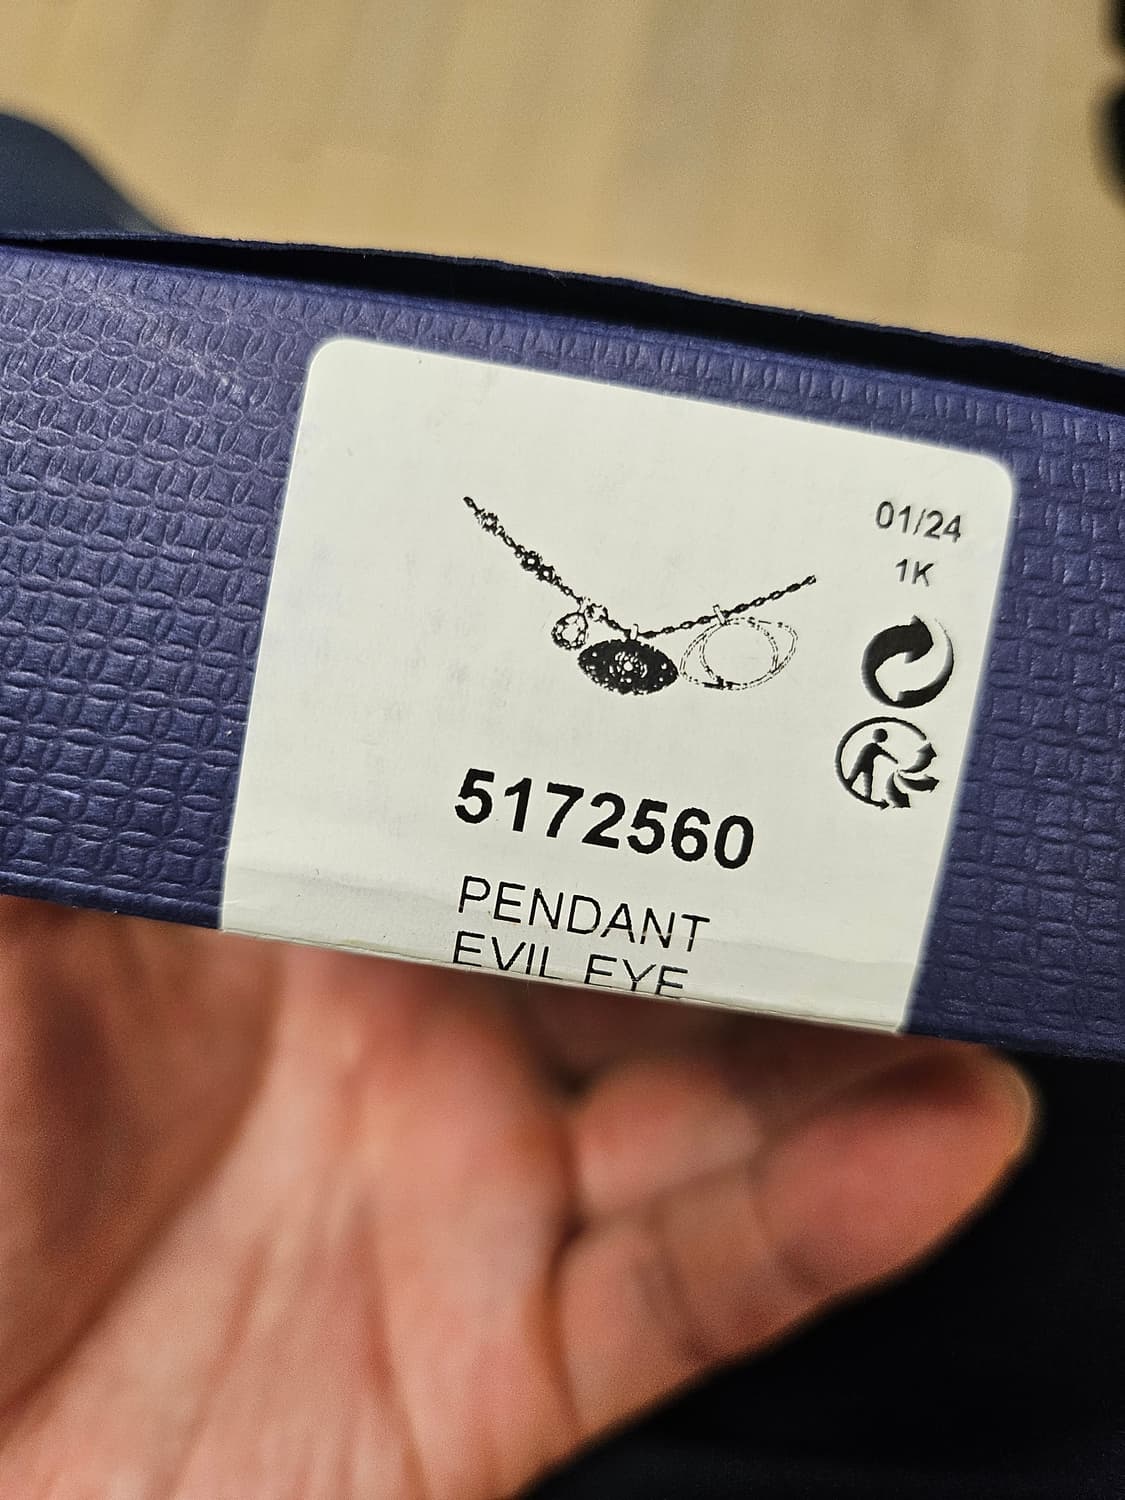 01/24
1K
5172560
PENDANT
EVIL EYE